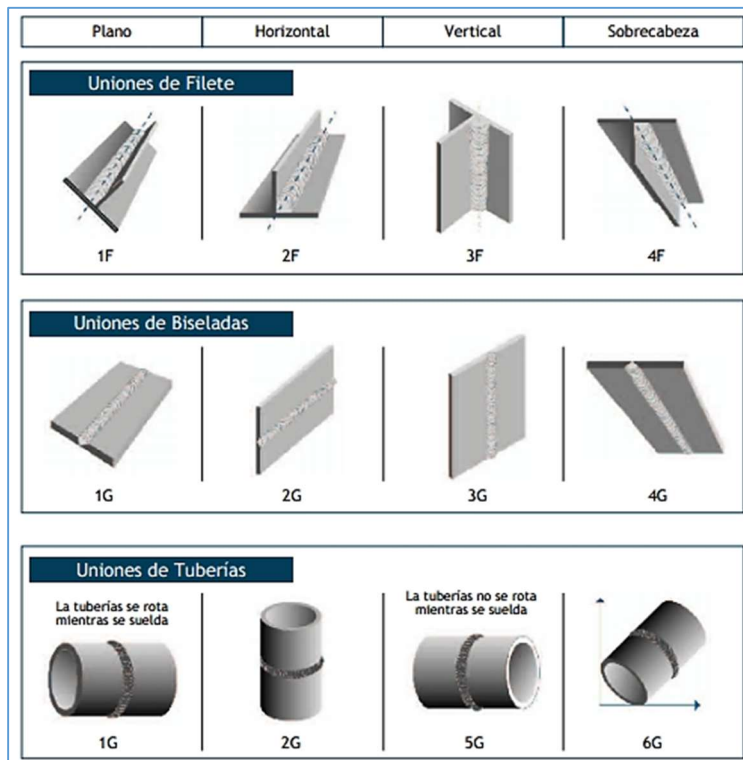 Plano Horizontal Vertical Sobrecabeza
Uniones de Filete
1F 2F 3F 4F
Uniones de Biseladas
1G 2G 3G 4G
Uniones de Tuberías
La tuberías se rota
mientras se suelda
La tuberías no se rota
mientras se suelda
1G 2G 5G 6G